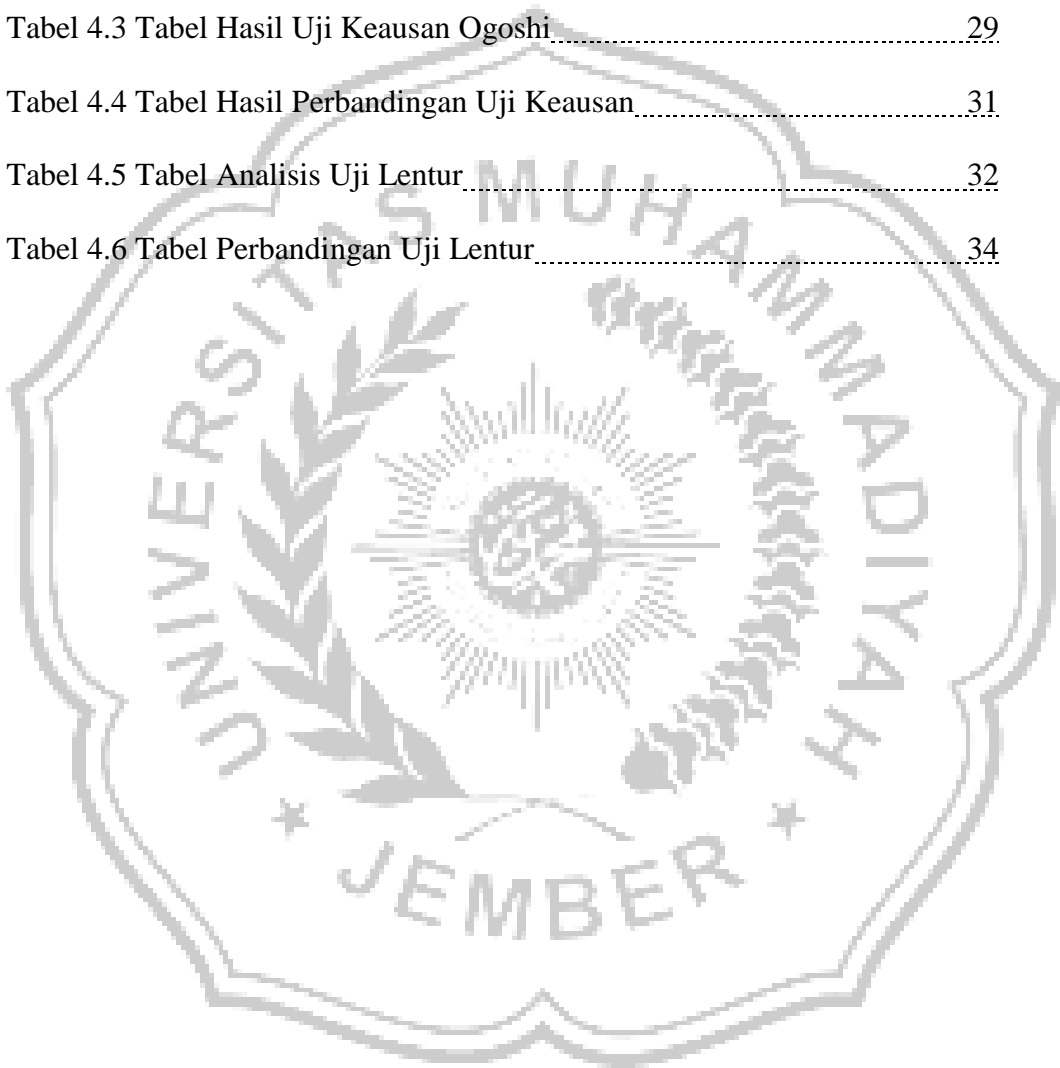 Tabel 4.3 Tabel Hasil Uji Keausan Ogoshi 29
Tabel 4.4 Tabel Hasil Perbandingan Uji Keausan 31
Tabel 4.5 Tabel Analisis Uji Lentur 32
Tabel 4.6 Tabel Perbandingan Uji Lentur 34
UNIVERSITAS MUHAMMADIYAH
JEMBER